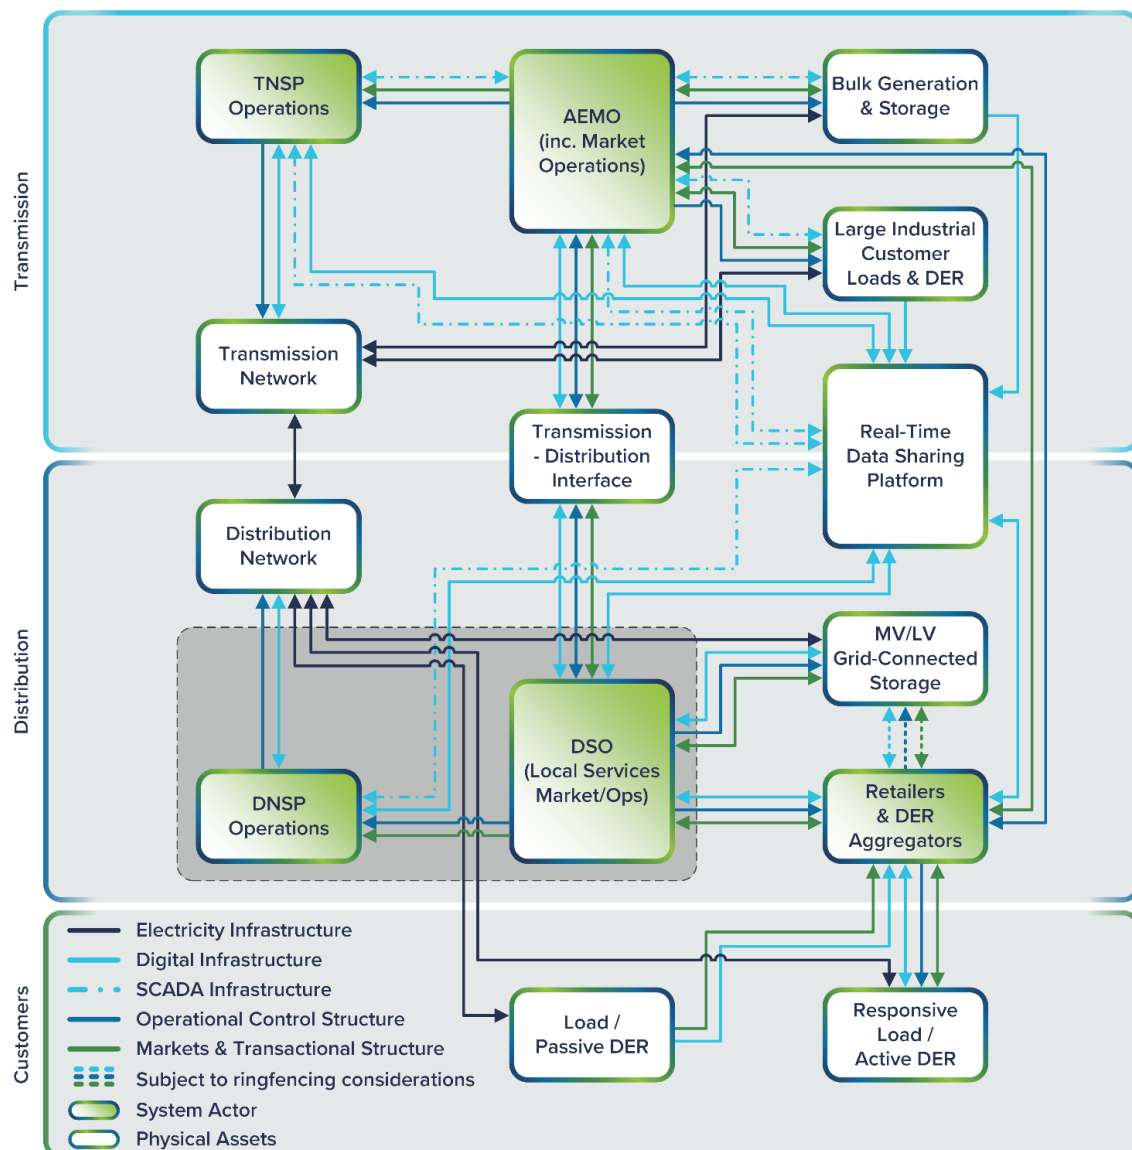 Transmission
TNSP
Operations
AEMO
(inc. Market
Operations)
Bulk Generation
& Storage
Large Industrial
Customer
Loads & DER
Transmission
Network
Transmission
- Distribution
Interface
Real-Time
Data Sharing
Platform
Distribution
Distribution
Network
MV/LV
Grid-Connected
Storage
DSO
(Local Services
Market/Ops)
DNSP
Operations
Retailers
& DER
Aggregators
Customers
Electricity Infrastructure
Digital Infrastructure
SCADA Infrastructure
Operational Control Structure
Markets & Transactional Structure
Subject to ringfencing considerations
System Actor
Physical Assets
Load /
Passive DER
Responsive
Load /
Active DER